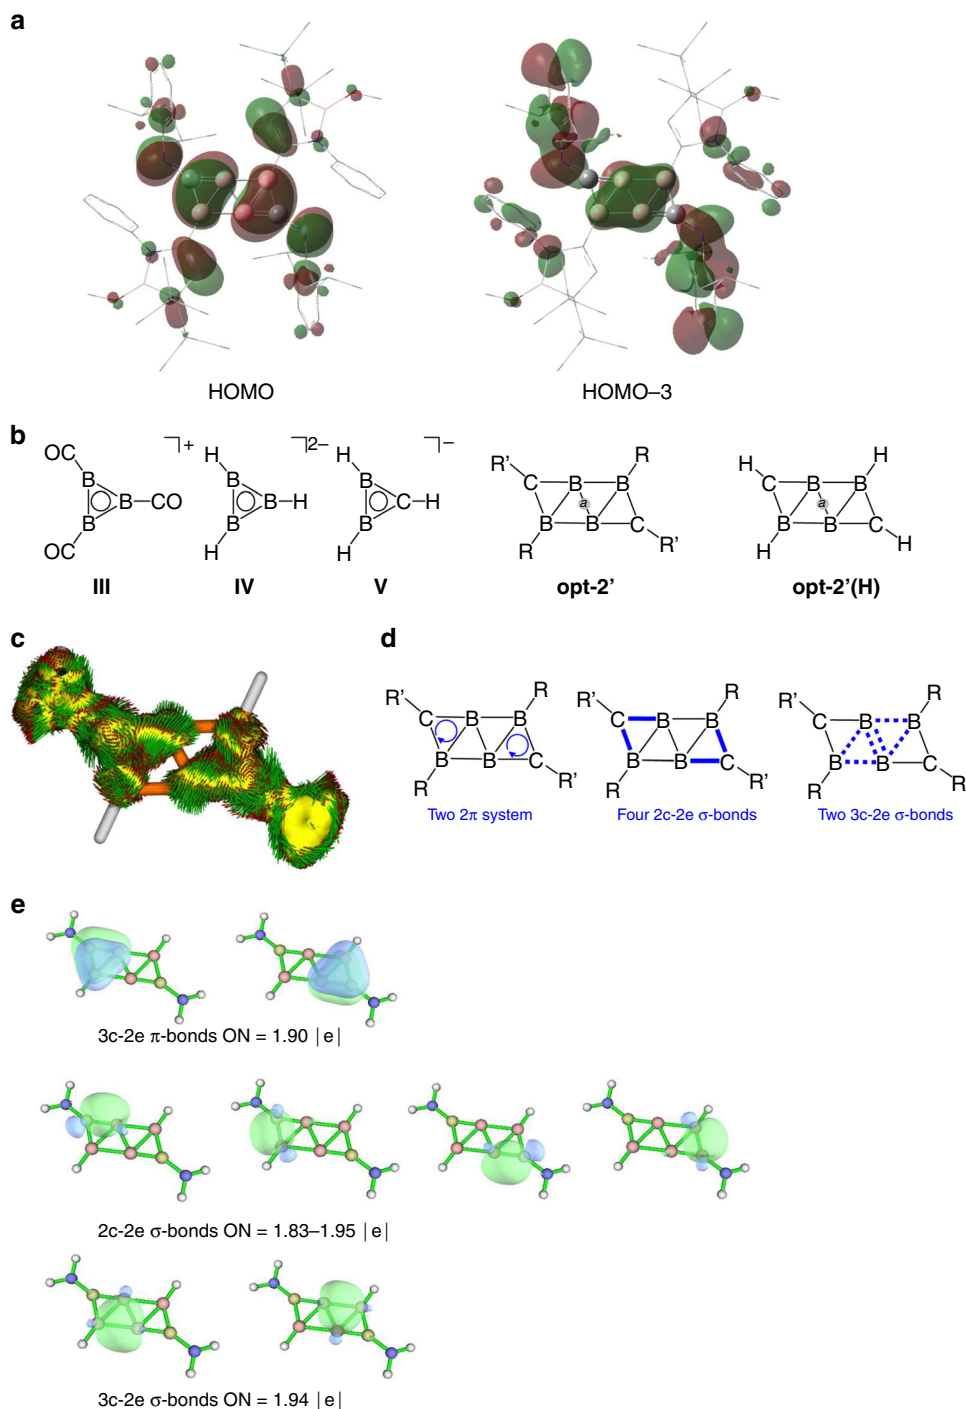 a
HOMO
HOMO–3
b
OC
B
B
B
CO
OC
+
III
H
B
B
B
H
H
2–
IV
H
B
B
C
H
H
–
V
R'
R
C
B
B
a
B
B
C
R
R'
opt-2'
H
H
C
B
B
a
B
B
C
H
H
opt-2'(H)
c
d
R'
R
C
B
B
B
B
C
R
R'
Two 2π system
R'
R
C
B
B
B
B
C
R
R'
Four 2c-2e σ-bonds
R'
R
C
B
B
B
B
C
R
R'
Two 3c-2e σ-bonds
e
3c-2e π-bonds ON = 1.90 |e|
2c-2e σ-bonds ON = 1.83–1.95 |e|
3c-2e σ-bonds ON = 1.94 |e|